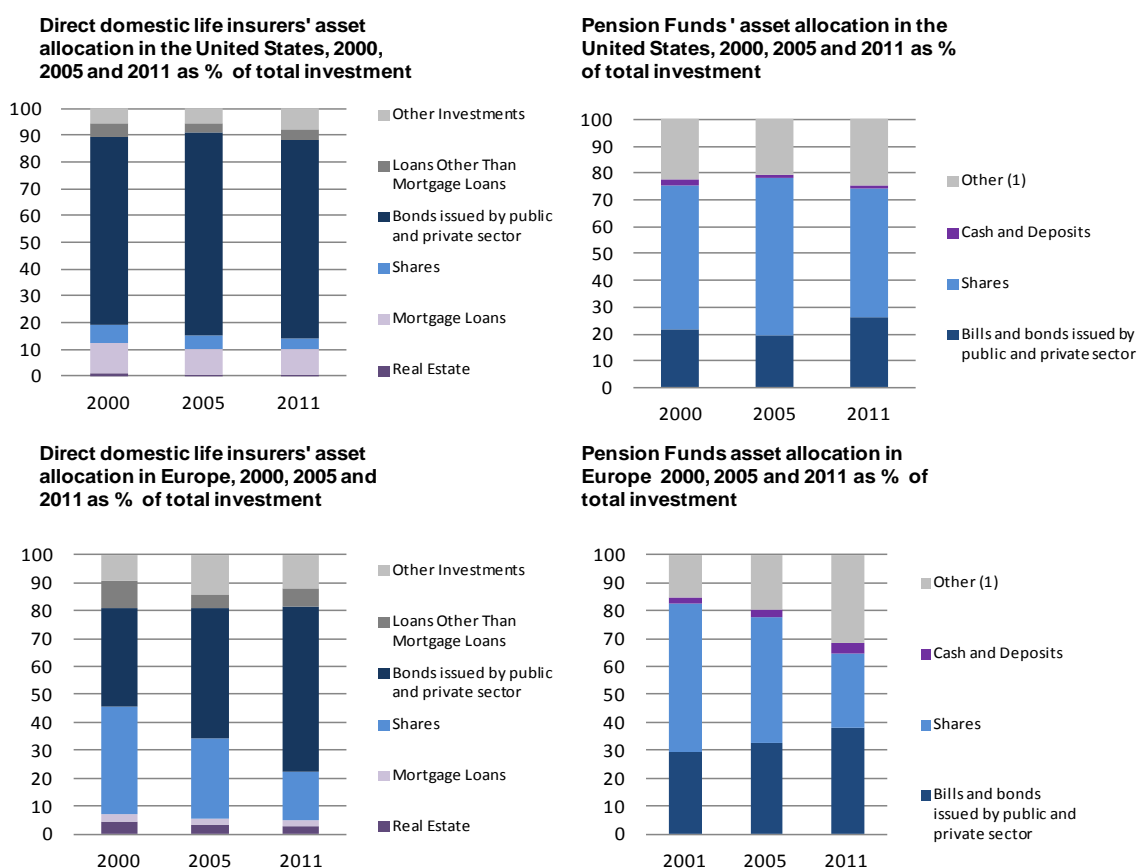 Direct domestic life insurers' asset
allocation in the United States, 2000,
2005 and 2011 as % of total investment
100
90
80
70
60
50
40
30
20
10
0
2000 2005 2011
Other Investments
Loans Other Than
Mortgage Loans
Bonds issued by public
and private sector
Shares
Mortgage Loans
Real Estate
Pension Funds ' asset allocation in the
United States, 2000, 2005 and 2011 as %
of total investment
100
90
80
70
60
50
40
30
20
10
0
2000 2005 2011
Other (1)
Cash and Deposits
Shares
Bills and bonds issued by
public and private sector
Direct domestic life insurers' asset
allocation in Europe, 2000, 2005 and
2011 as % of total investment
100
90
80
70
60
50
40
30
20
10
0
2000 2005 2011
Other Investments
Loans Other Than
Mortgage Loans
Bonds issued by public
and private sector
Shares
Mortgage Loans
Real Estate
Pension Funds asset allocation in
Europe 2000, 2005 and 2011 as % of
total investment
100
90
80
70
60
50
40
30
20
10
0
2001 2005 2011
Other (1)
Cash and Deposits
Shares
Bills and bonds
issued by public and
private sector